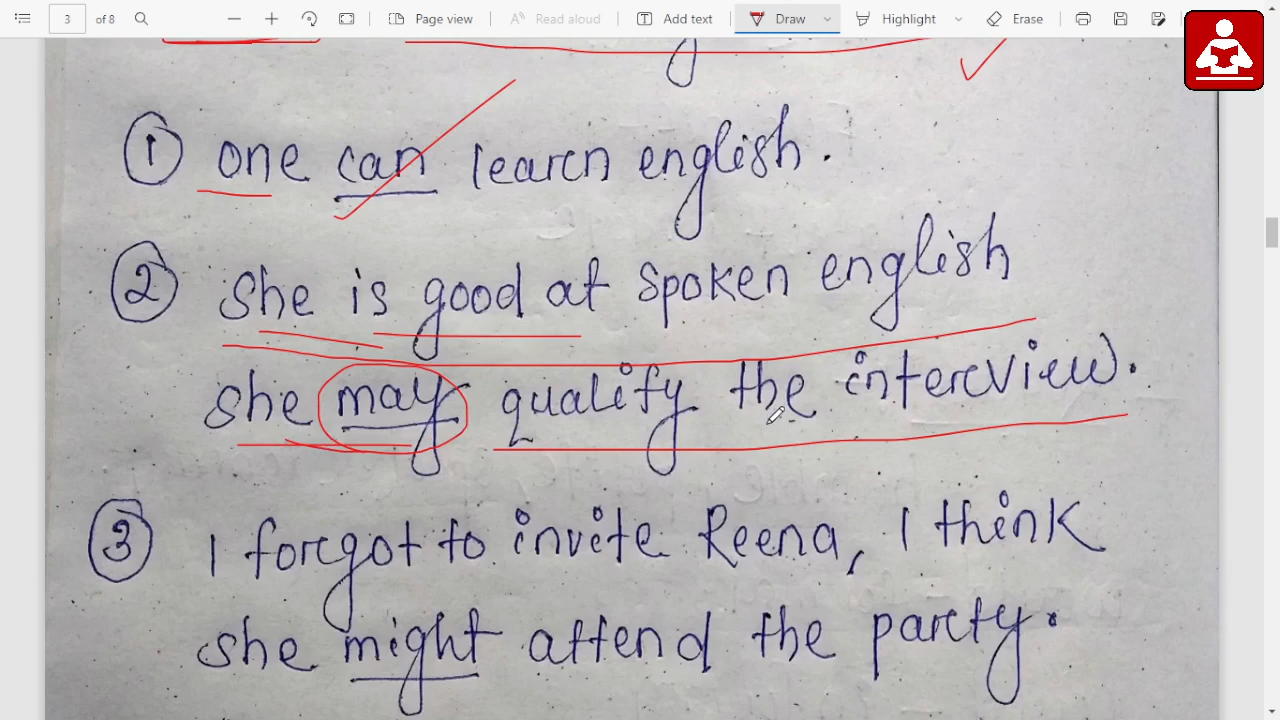 3 of 8 Page view Read aloud Add text Draw Highlight Erase
① one can learn english.
② She is good at spoken english
she may qualify the interview.
③ I forgot to invite Reena, I think
she might attend the party.